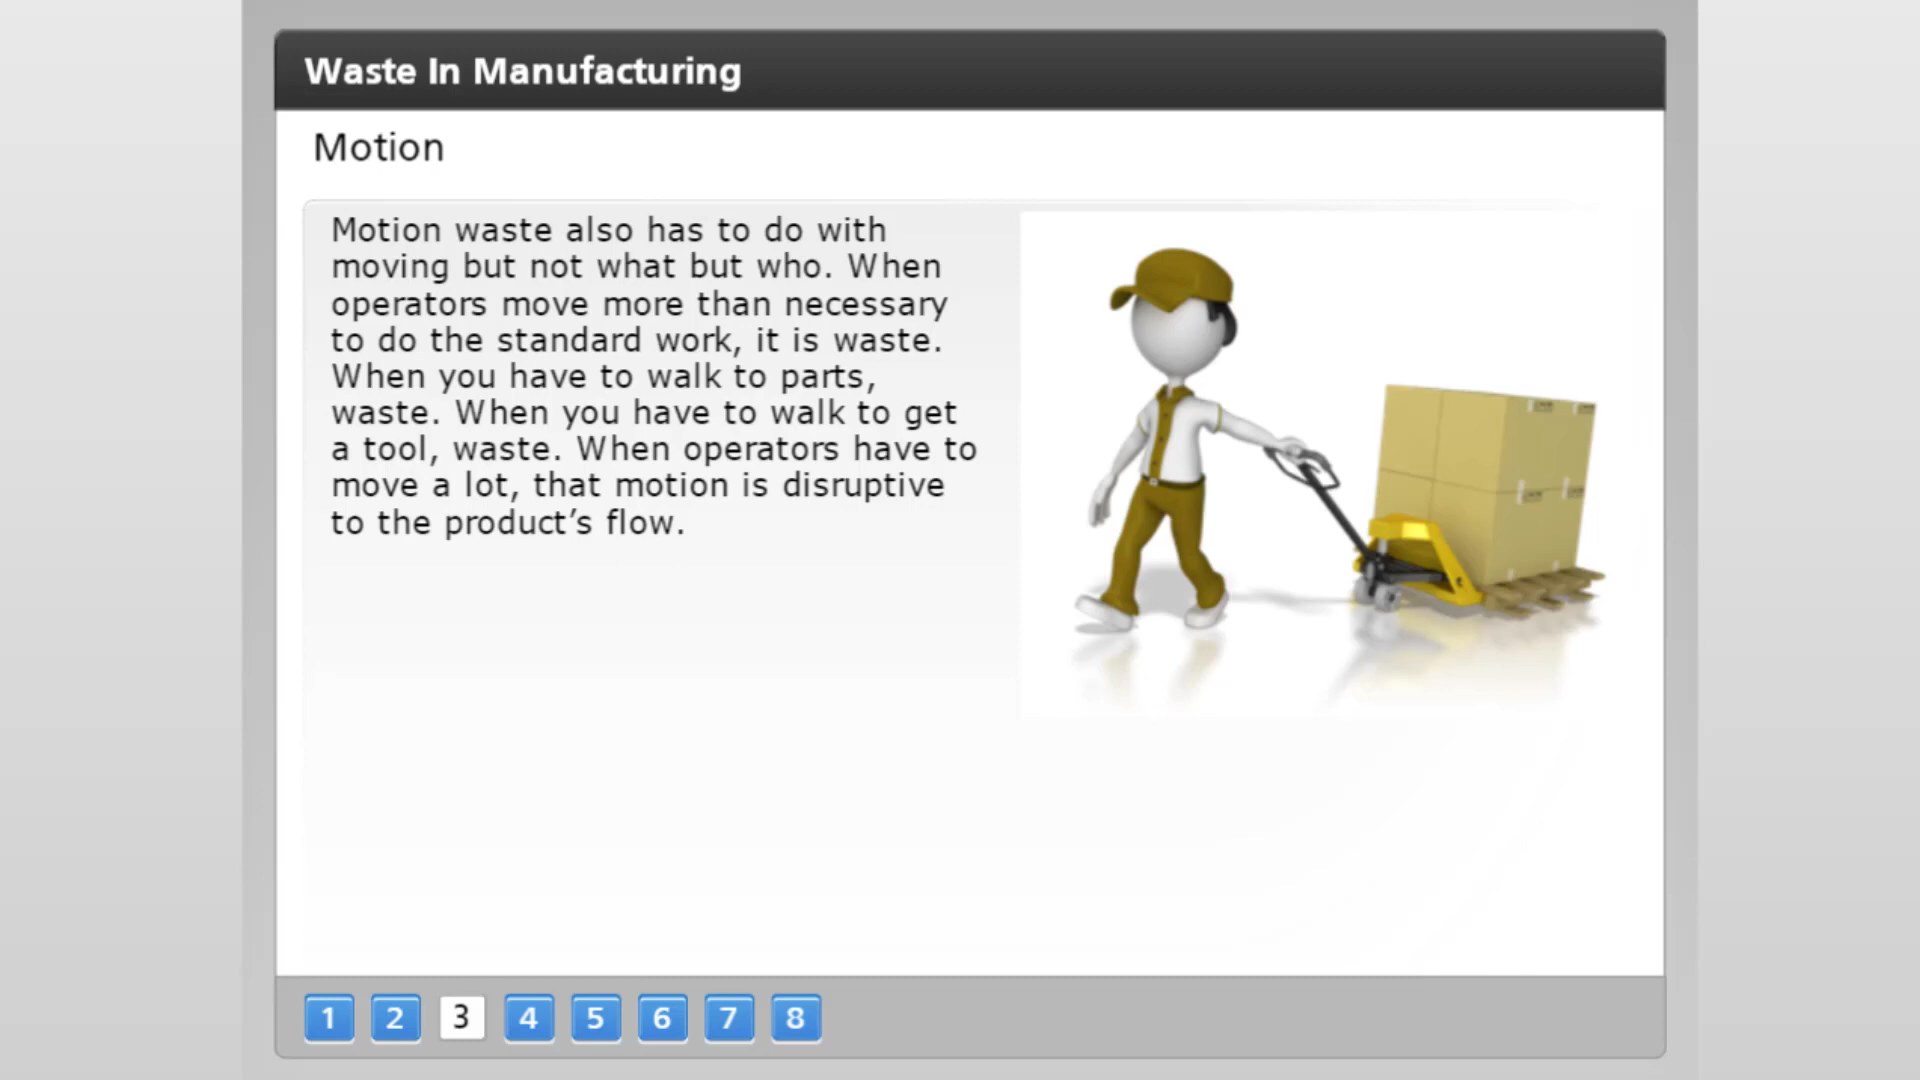 Waste In Manufacturing
Motion
Motion waste also has to do with
moving but not what but who. When
operators move more than necessary
to do the standard work, it is waste.
When you have to walk to parts,
waste. When you have to walk to get
a tool, waste. When operators have to
move a lot, that motion is disruptive
to the product’s flow.
1 2 3 4 5 6 7 8